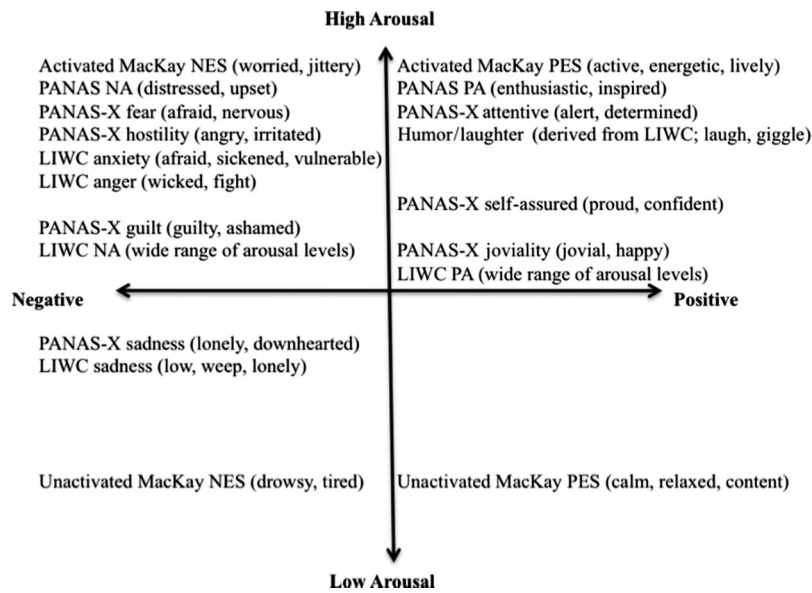 High Arousal
Activated MacKay NES (worried, jittery)
PANAS NA (distressed, upset)
PANAS-X fear (afraid, nervous)
PANAS-X hostility (angry, irritated)
LIWC anxiety (afraid, sickened, vulnerable)
LIWC anger (wicked, fight)
PANAS-X guilt (guilty, ashamed)
LIWC NA (wide range of arousal levels)
Activated MacKay PES (active, energetic, lively)
PANAS PA (enthusiastic, inspired)
PANAS-X attentive (alert, determined)
Humor/laughter (derived from LIWC; laugh, giggle)
PANAS-X self-assured (proud, confident)
PANAS-X joviality (jovial, happy)
LIWC PA (wide range of arousal levels)
Negative
Positive
PANAS-X sadness (lonely, downhearted)
LIWC sadness (low, weep, lonely)
Unactivated MacKay NES (drowsy, tired)
Unactivated MacKay PES (calm, relaxed, content)
Low Arousal